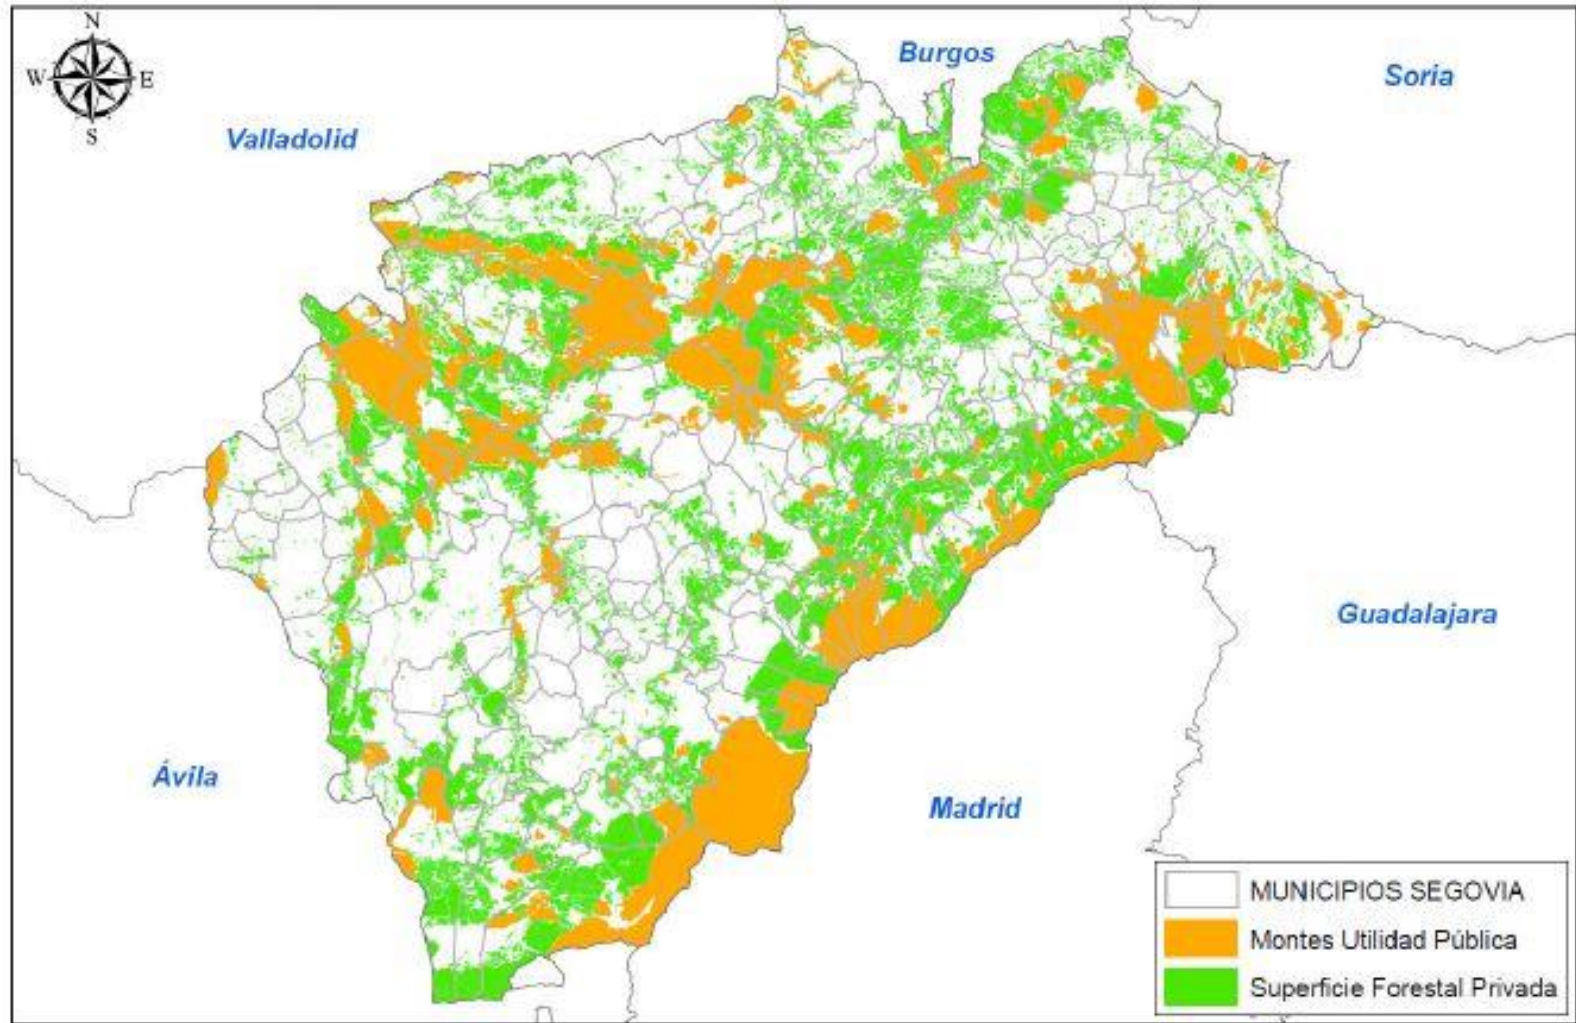 N
W E
S
Burgos
Soria
Valladolid
Guadalajara
Ávila
Madrid
MUNICIPIOS SEGOVIA
Montes Utilidad Pública
Superficie Forestal Privada